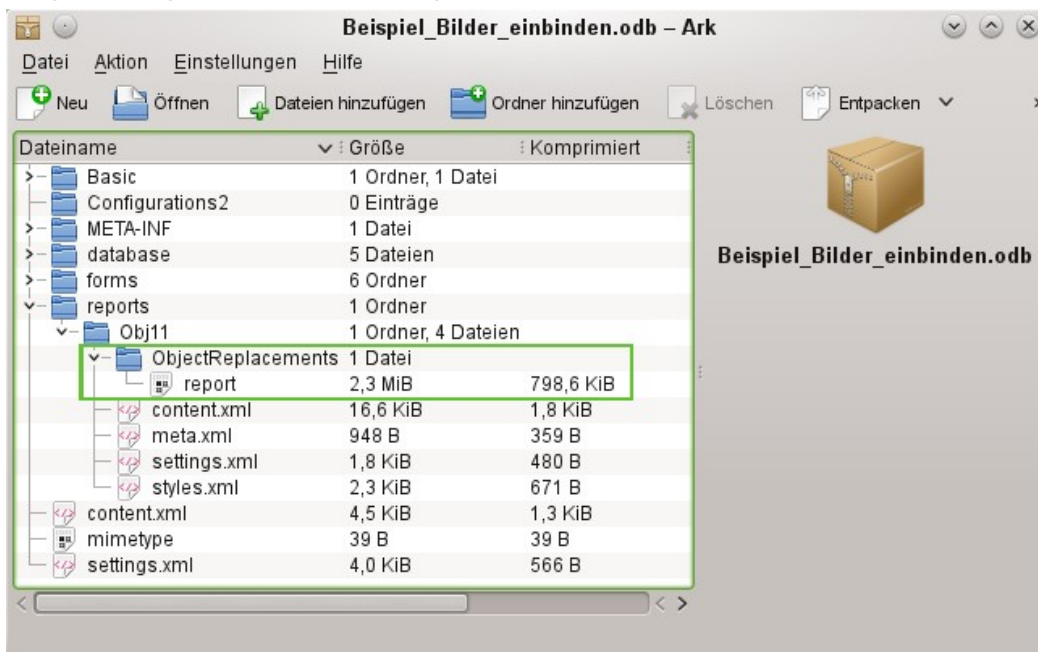 Beispiel_Bilder_einbinden.odb – Ark
Datei Aktion Einstellungen Hilfe
Neu Öffnen Dateien hinzufügen Ordner hinzufügen Löschen Entpacken
Dateiname Größe Komprimiert
Basic 1 Ordner, 1 Datei
Configurations2 0 Einträge
META-INF 1 Datei
database 5 Dateien
forms 6 Ordner
reports 1 Ordner
Obj11 1 Ordner, 4 Dateien
ObjectReplacements 1 Datei
report 2,3 MiB 798,6 KiB
content.xml 16,6 KiB 1,8 KiB
meta.xml 948 B 359 B
settings.xml 1,8 KiB 480 B
styles.xml 2,3 KiB 671 B
content.xml 4,5 KiB 1,3 KiB
mimetype 39 B 39 B
settings.xml 4,0 KiB 566 B
Beispiel_Bilder_einbinden.odb